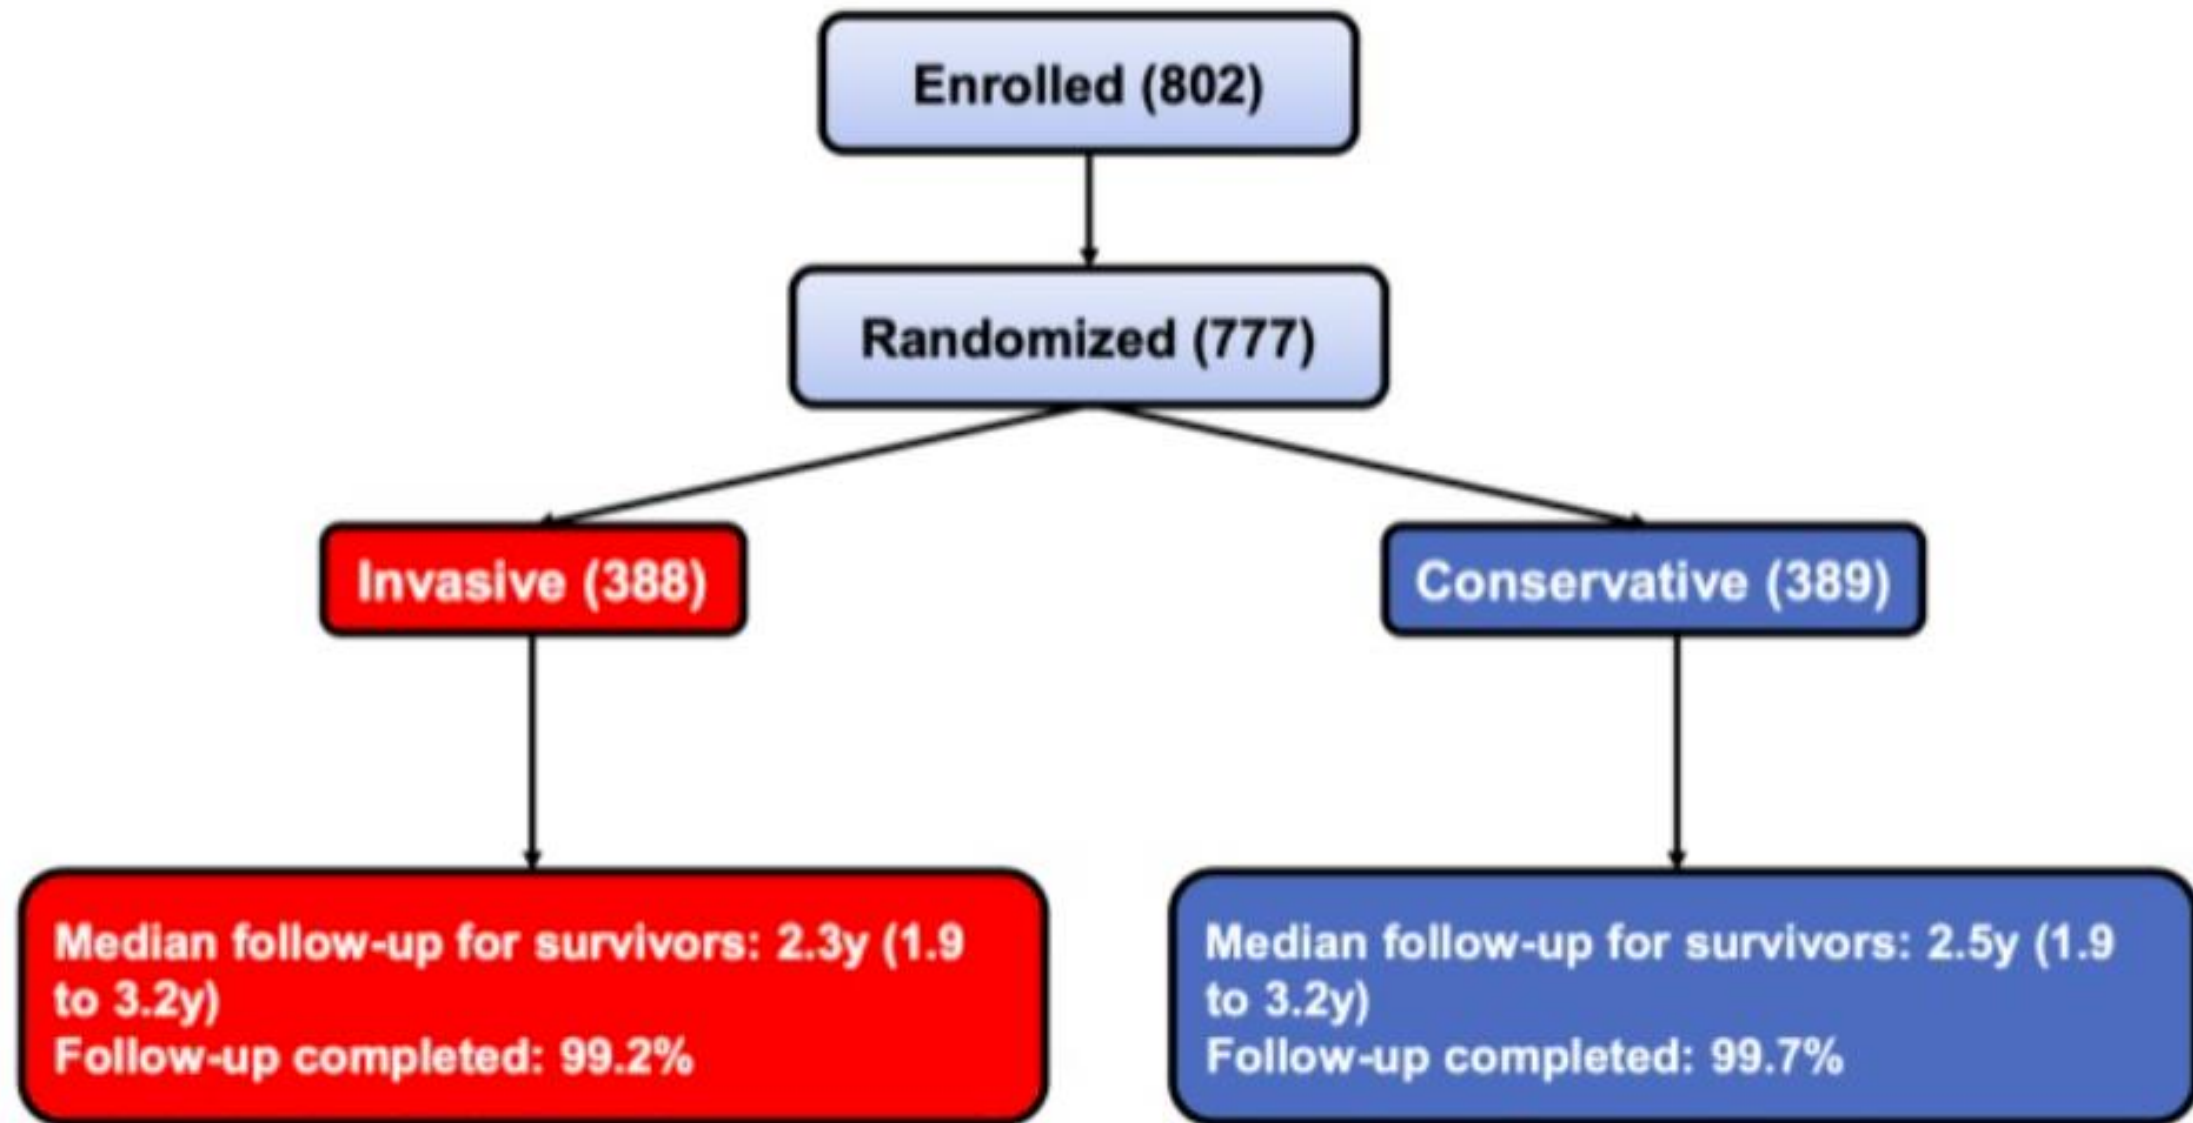 Enrolled (802)
Randomized (777)
Invasive (388)
Conservative (389)
Median follow-up for survivors: 2.3y (1.9
to 3.2y)
Follow-up completed: 99.2%
Median follow-up for survivors: 2.5y (1.9
to 3.2y)
Follow-up completed: 99.7%